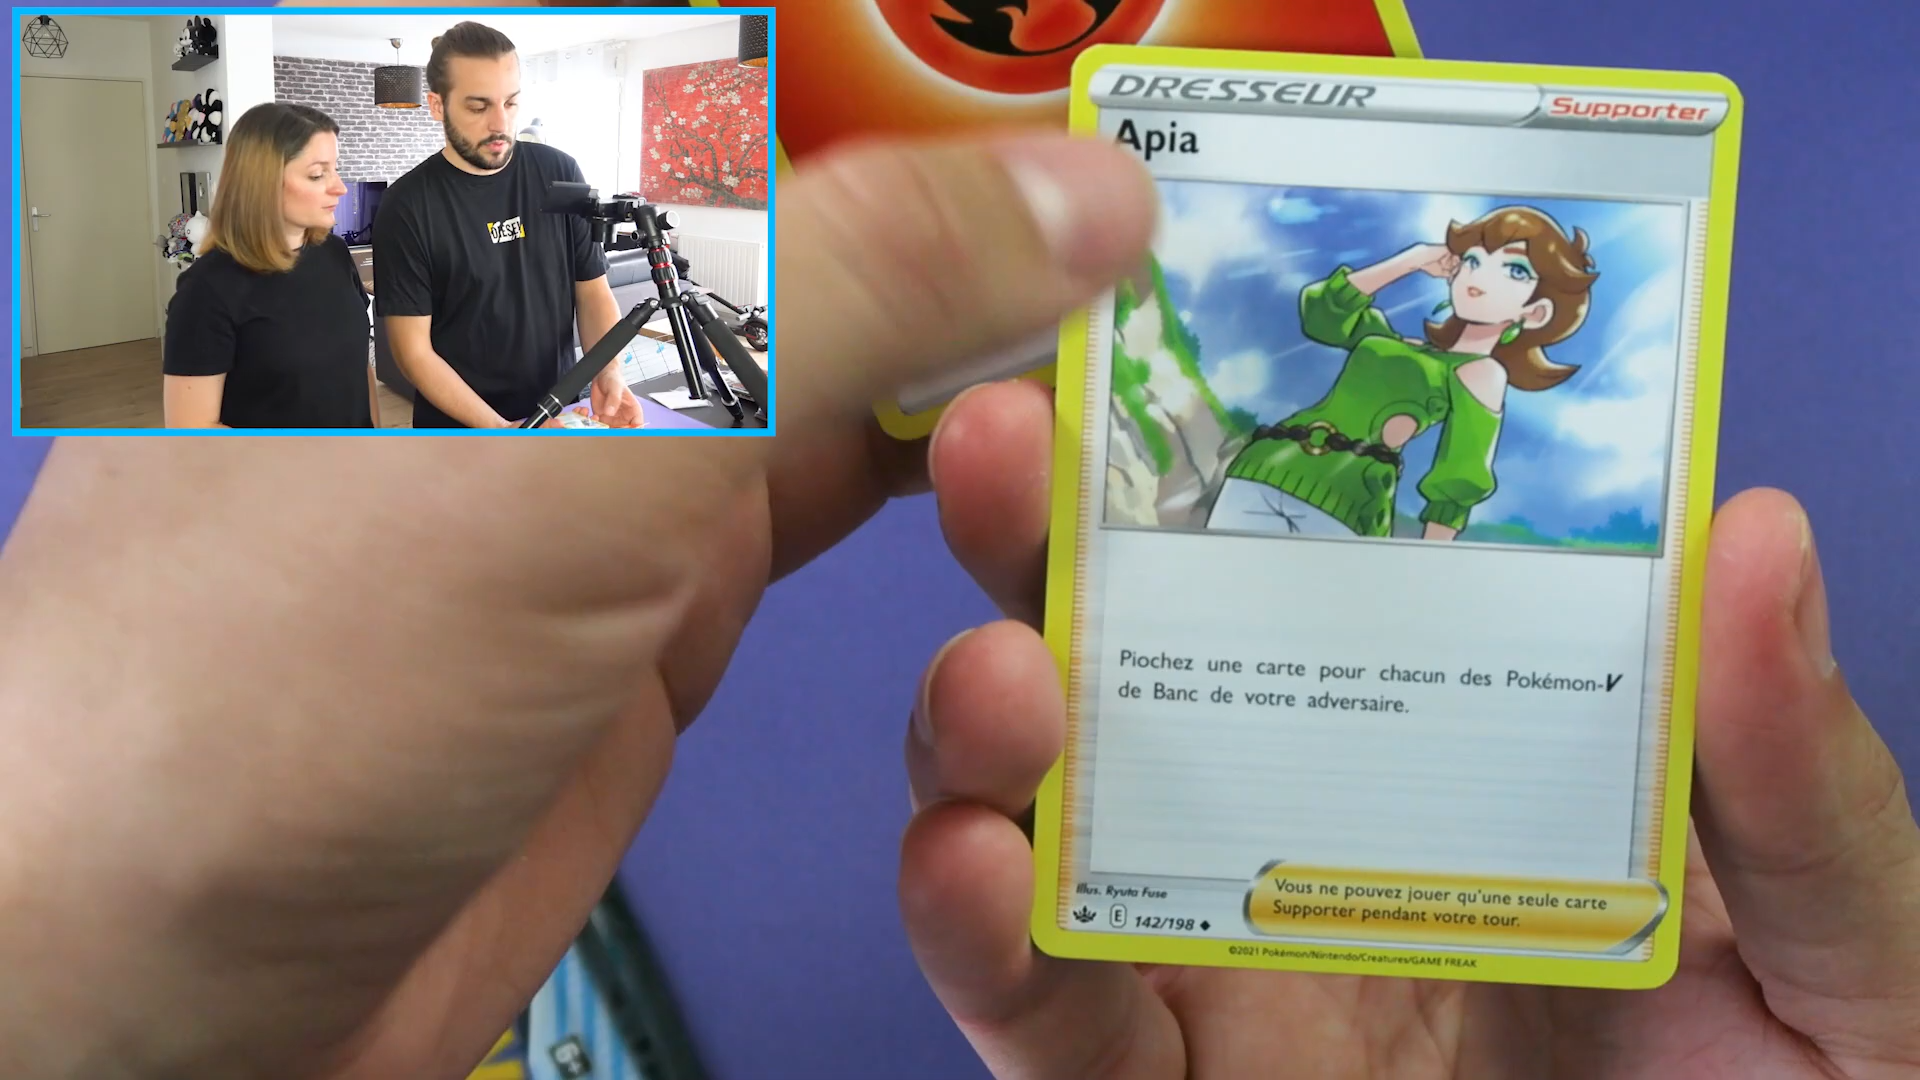 DIESEL
DRESSEUR
Supporter
Apia
Piochez une carte pour chacun des Pokémon-V
de Banc de votre adversaire.
Illus. Ryuta Fuse
Vous ne pouvez jouer qu'une seule carte
Supporter pendant votre tour.
E
142/198
©2021 Pokémon/Nintendo/Creatures/GAME FREAK
6+